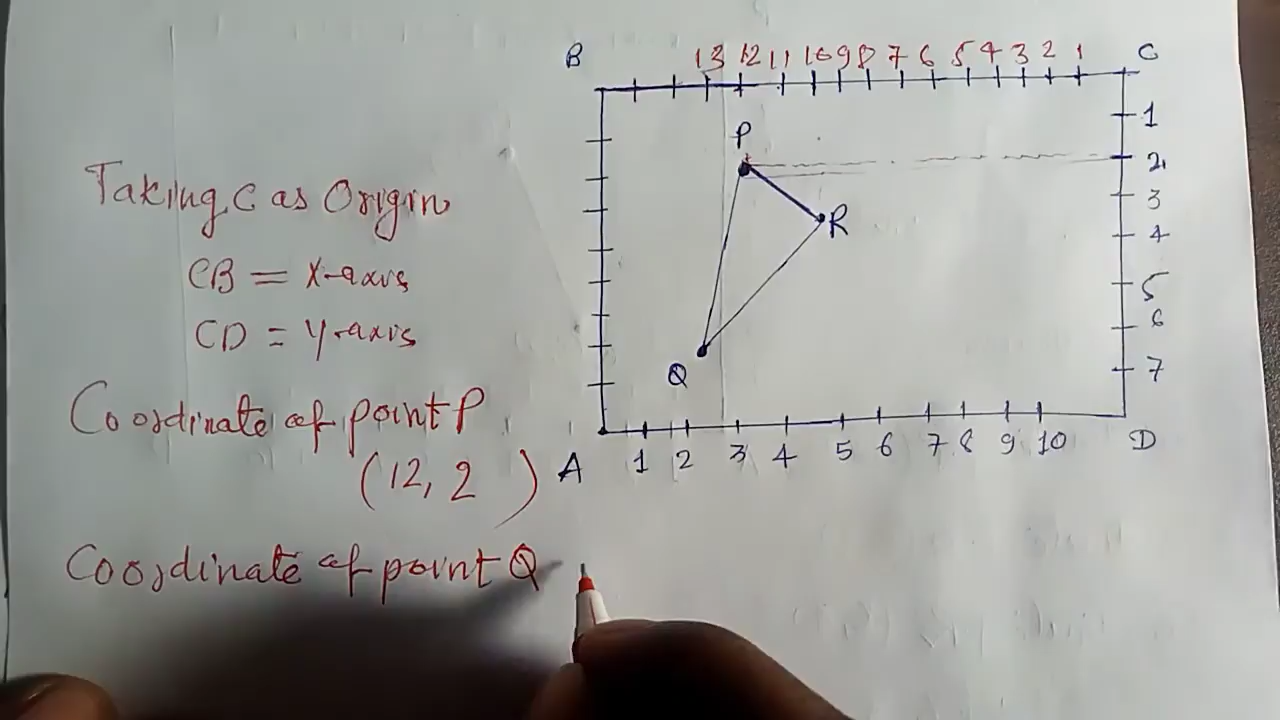 B 13 12 11 10 9 8 7 6 5 4 3 2 1 C
1
P
2
Taking C as Origin
3
R
4
CB = X-axis
5
CD = Y-axis
6
Q
7
Coordinate of point P
A 1 2 3 4 5 6 7 8 9 10 D
(12, 2 )
Coordinate of point Q